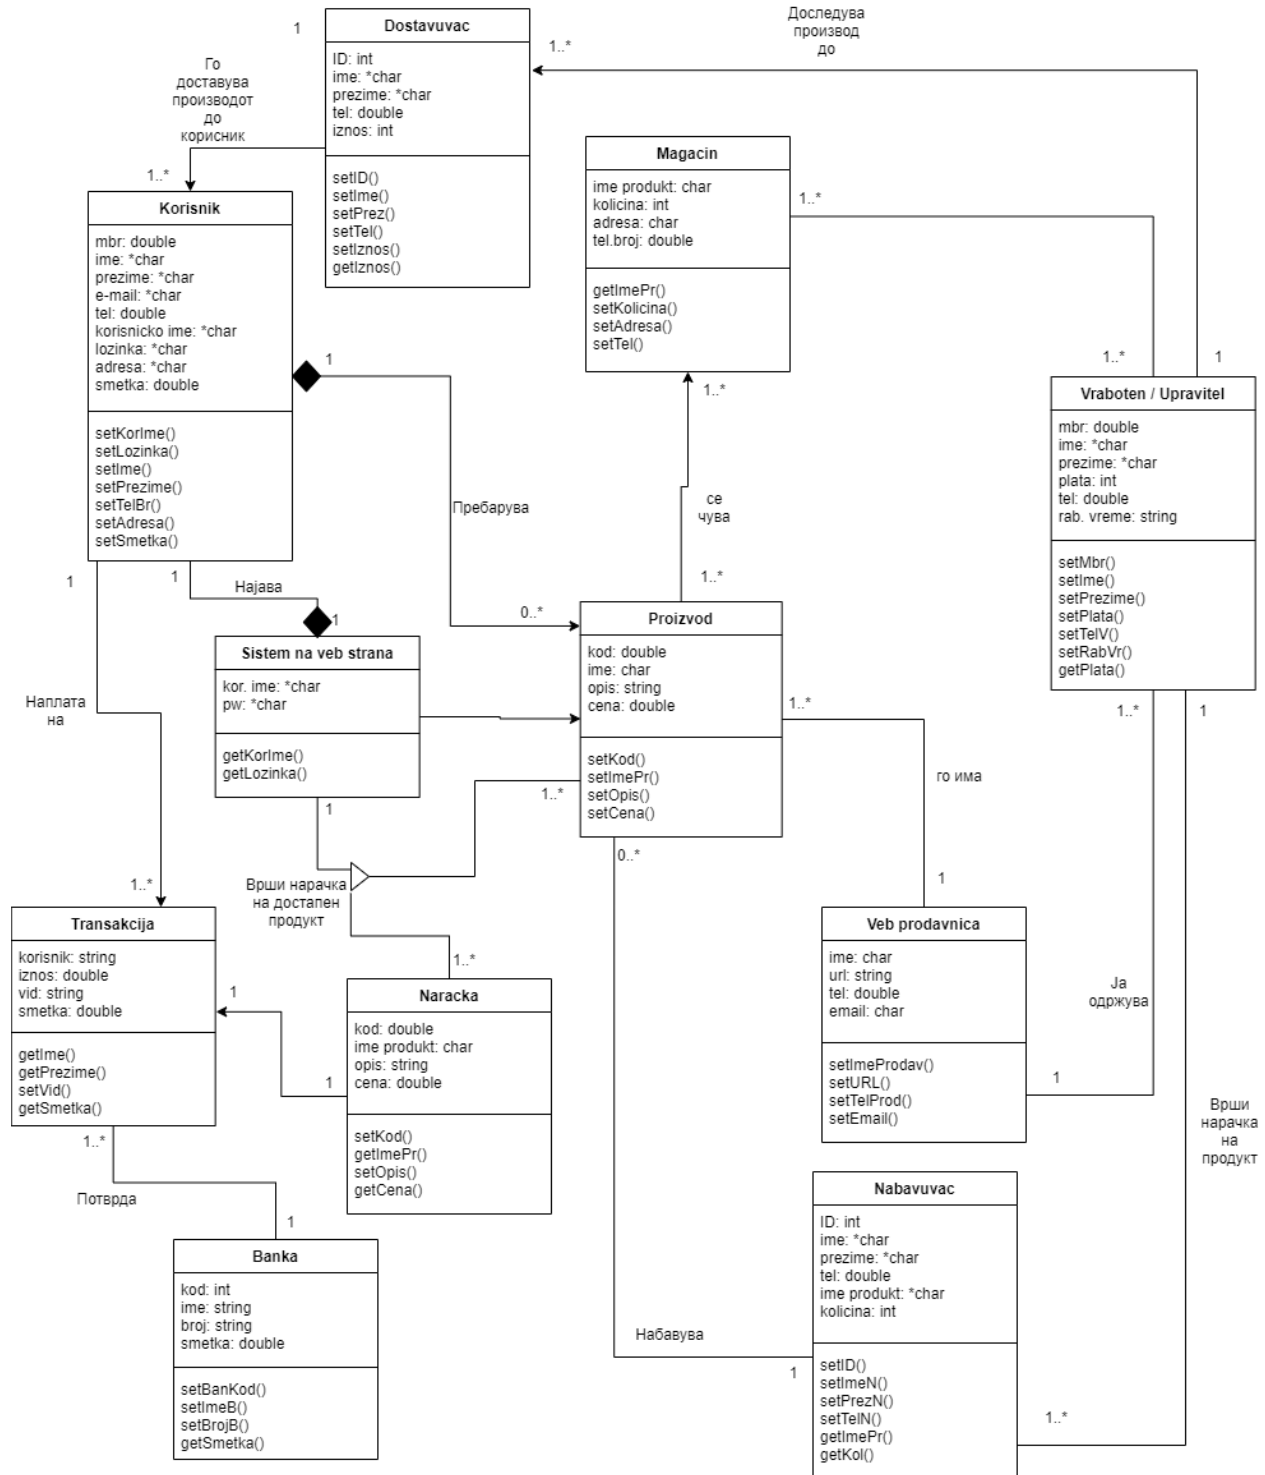 Dostavuvac
ID: int
ime: *char
prezime: *char
tel: double
iznos: int
setID()
setIme()
setPrez()
setTel()
setIznos()
getIznos()
1
Доследува
производ
до
1..*
Го
доставува
производот
до
корисник
1..*
Magacin
ime produkt: char
kolicina: int
adresa: char
tel.broj: double
getImePr()
setKolicina()
setAdresa()
setTel()
1..*
1..*
1..*
1
Korisnik
mbr: double
ime: *char
prezime: *char
e-mail: *char
tel: double
korisnicko ime: *char
lozinka: *char
adresa: *char
smetka: double
setKorIme()
setLozinka()
setIme()
setPrezime()
setTelBr()
setAdresa()
setSmetka()
1
Пребарува
0..*
се
чува
1..*
Vraboten / Upravitel
mbr: double
ime: *char
prezime: *char
plata: int
tel: double
rab. vreme: string
setMbr()
setIme()
setPrezime()
setPlata()
setTelV()
setRabVr()
getPlata()
1..*
1
1
1
Најава
1
Наплата
на
1..*
Sistem na veb strana
kor. ime: *char
pw: *char
getKorIme()
getLozinka()
1
Proizvod
kod: double
ime: char
opis: string
cena: double
setKod()
setImePr()
setOpis()
setCena()
1..*
1..*
0..*
го има
1
Врши нарачка
на достапен
продукт
1..*
Transakcija
korisnik: string
iznos: double
vid: string
smetka: double
getIme()
getPrezime()
setVid()
getSmetka()
1
1
1..*
Naracka
kod: double
ime produkt: char
opis: string
cena: double
setKod()
getImePr()
setOpis()
getCena()
Veb prodavnica
ime: char
url: string
tel: double
email: char
setImeProdav()
setURL()
setTelProd()
setEmail()
1
Ја
одржува
Врши
нарачка
на
продукт
Потврда
1
Banka
kod: int
ime: string
broj: string
smetka: double
setBanKod()
setImeB()
setBrojB()
getSmetka()
Набавува
1
Nabavuvac
ID: int
ime: *char
prezime: *char
tel: double
ime produkt: *char
kolicina: int
setID()
setImeN()
setPrezN()
setTelN()
getImePr()
getKol()
1..*